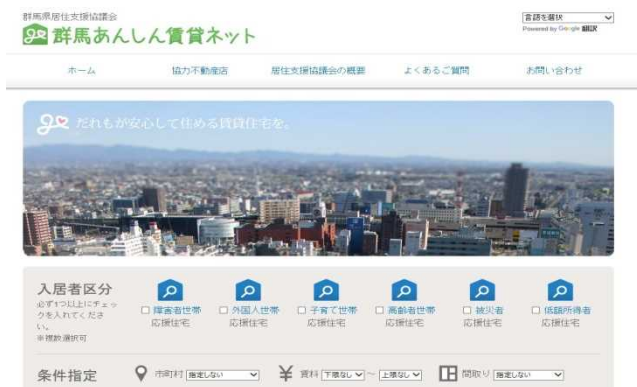 群馬県居住支援協議会
群馬あんしん賃貸ネット
言語を選択
Powered by Google 翻訳
ホーム
協力不動産店
居住支援協議会の概要
よくあるご質問
お問い合わせ
だれもが安心して住める賃貸住宅を。
入居者区分
必ず1つ以上にチェッ
クを入れてくださ
い。
※複数選択可
障害者世帯
応援住宅
外国人世帯
応援住宅
子育て世帯
応援住宅
高齢者世帯
応援住宅
被災者
応援住宅
低額所得者
応援住宅
条件指定
市町村 指定しない
賃料 下限なし ～ 上限なし
間取り 指定しない